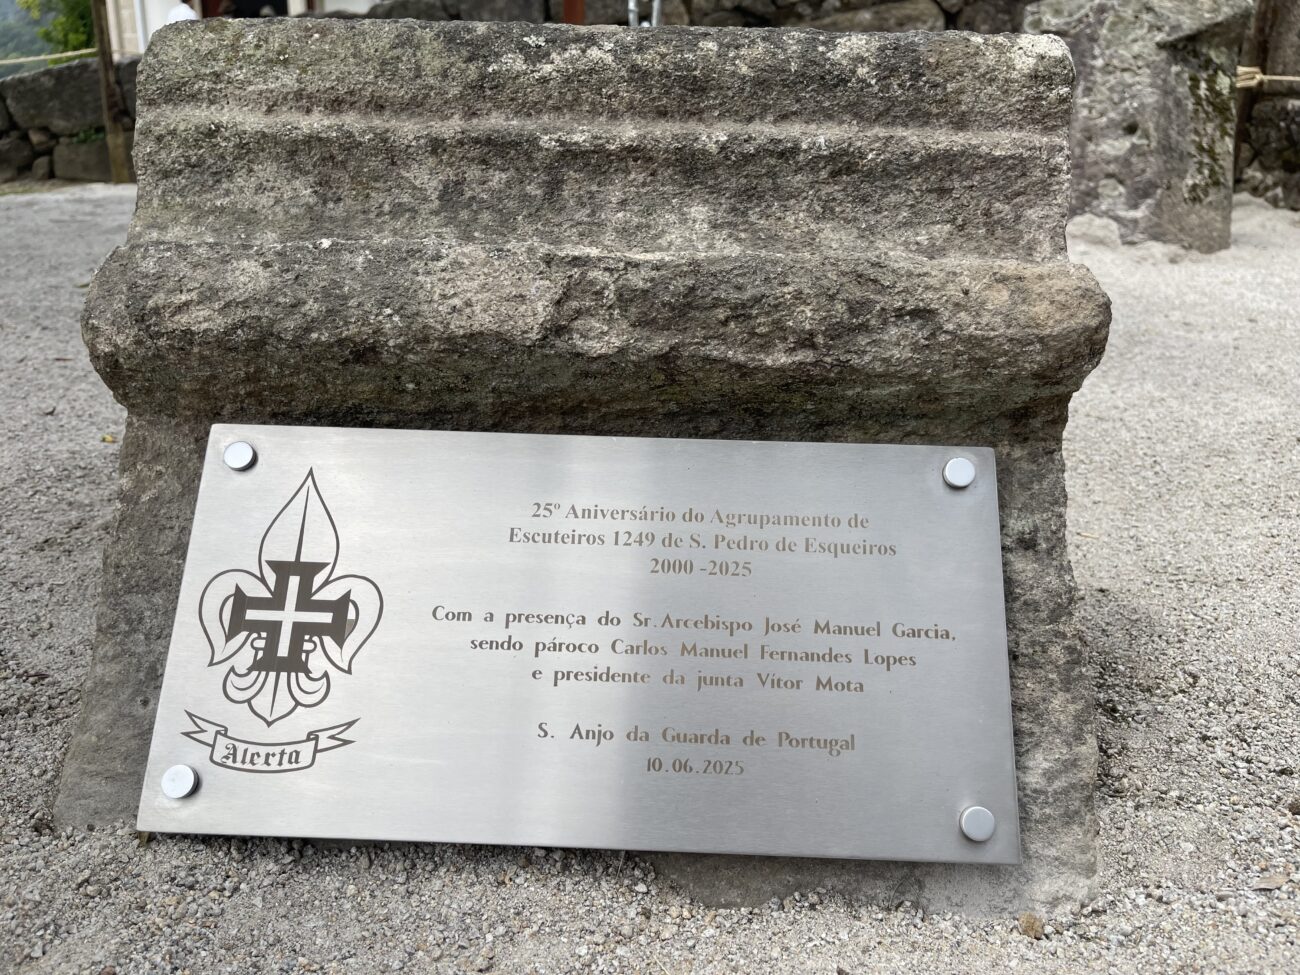 25º Aniversário do Agrupamento de
Escuteiros 1249 de S. Pedro de Esqueiros
2000 -2025
Com a presença do Sr. Arcebispo José Manuel Garcia,
sendo pároco Carlos Manuel Fernandes Lopes
e presidente da junta Vítor Mota
S. Anjo da Guarda de Portugal
10.06.2025
Alerta